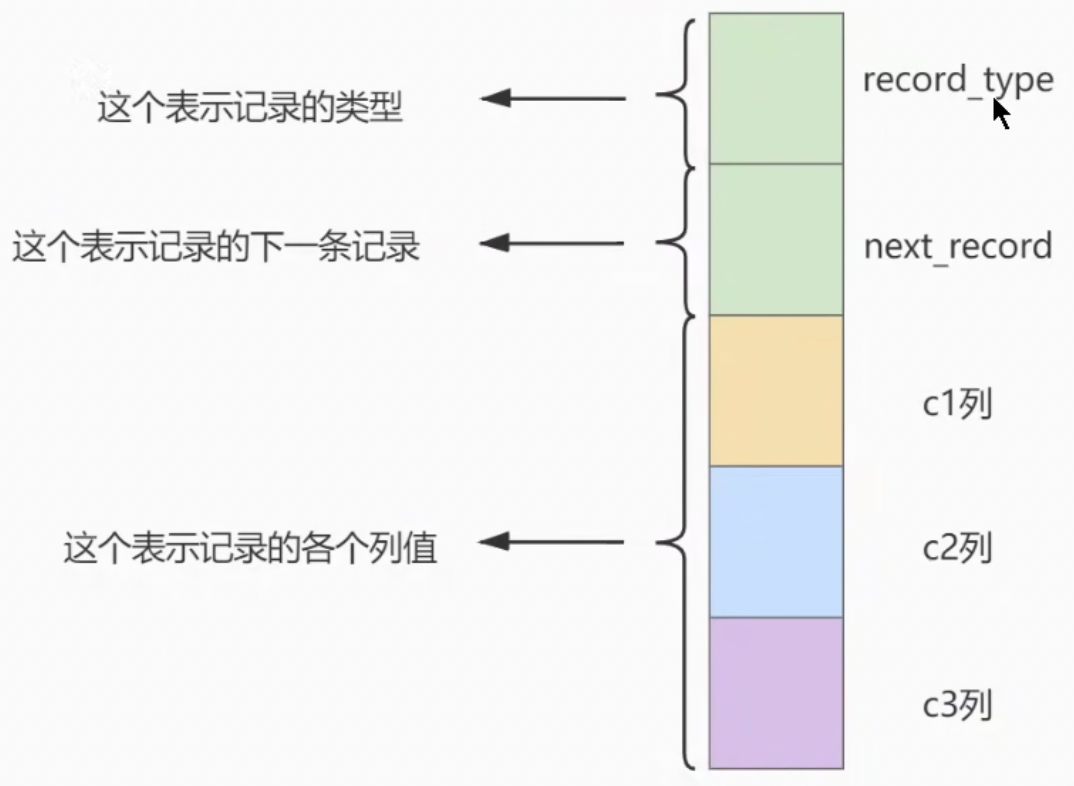 这个表示记录的类型
record_type
这个表示记录的下一条记录
next_record
c1列
这个表示记录的各个列值
c2列
c3列